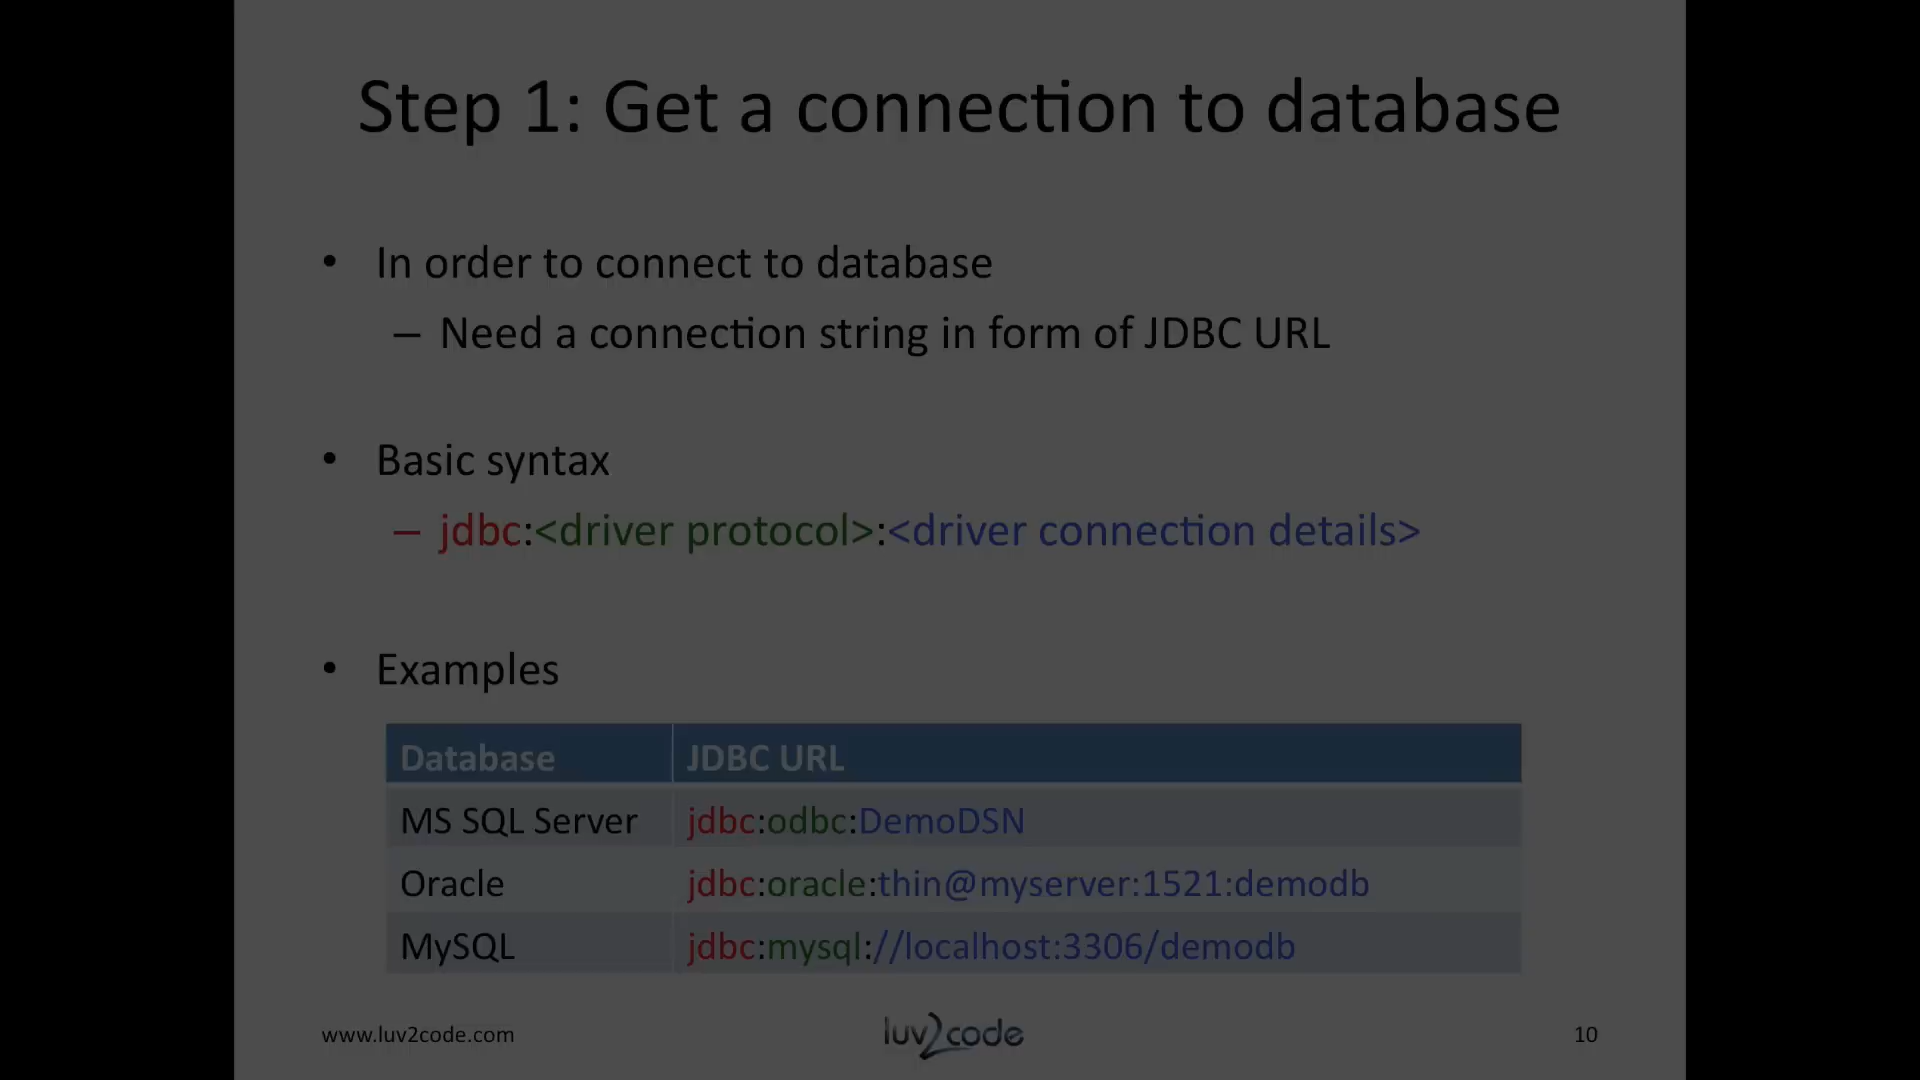 Step 1: Get a connection to database
• In order to connect to database
– Need a connection string in form of JDBC URL
• Basic syntax
– jdbc:<driver protocol>:<driver connection details>
• Examples
Database JDBC URL
MS SQL Server jdbc:odbc:DemoDSN
Oracle jdbc:oracle:thin@myserver:1521:demodb
MySQL jdbc:mysql://localhost:3306/demodb
www.luv2code.com luv2code 10